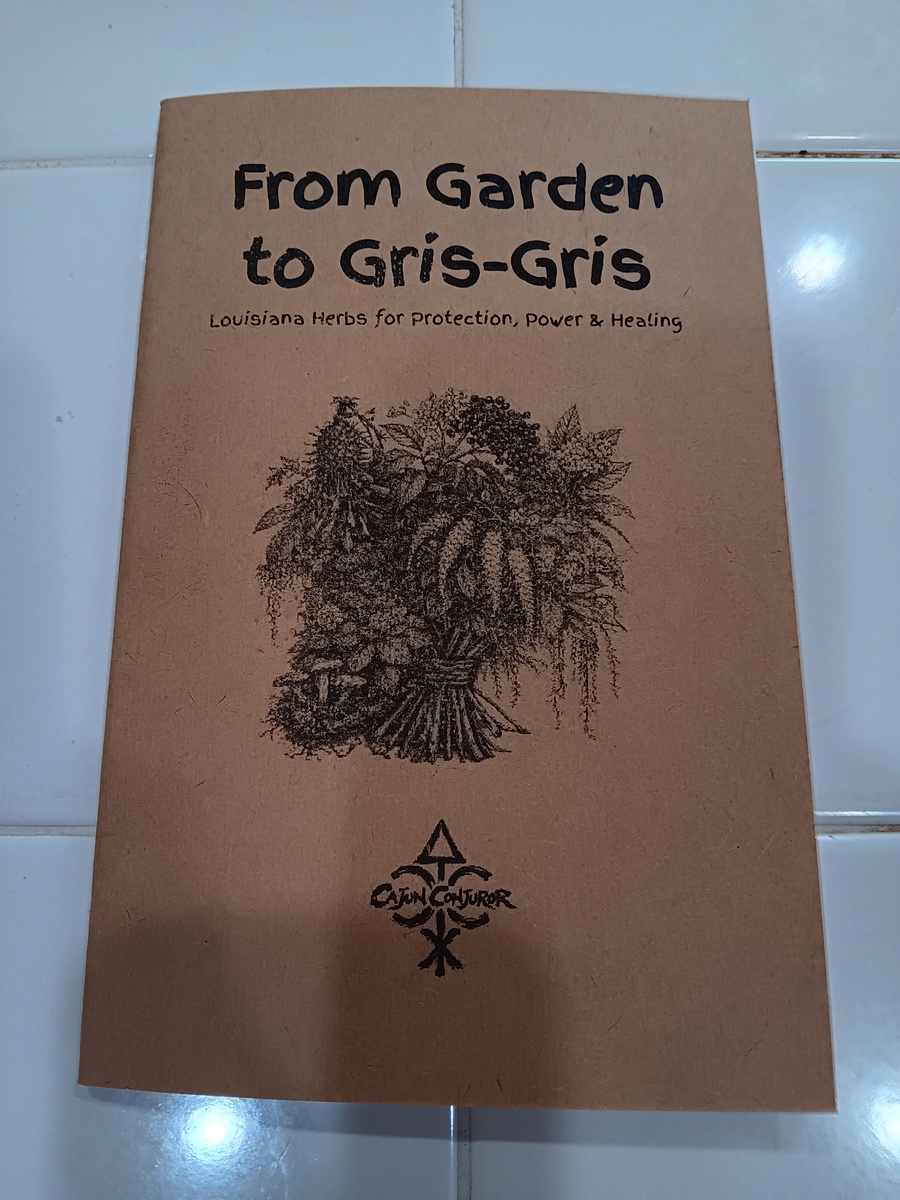 From Garden
to Gris-Gris
Louisiana Herbs for Protection, Power & Healing
CAJUN CONJUROR